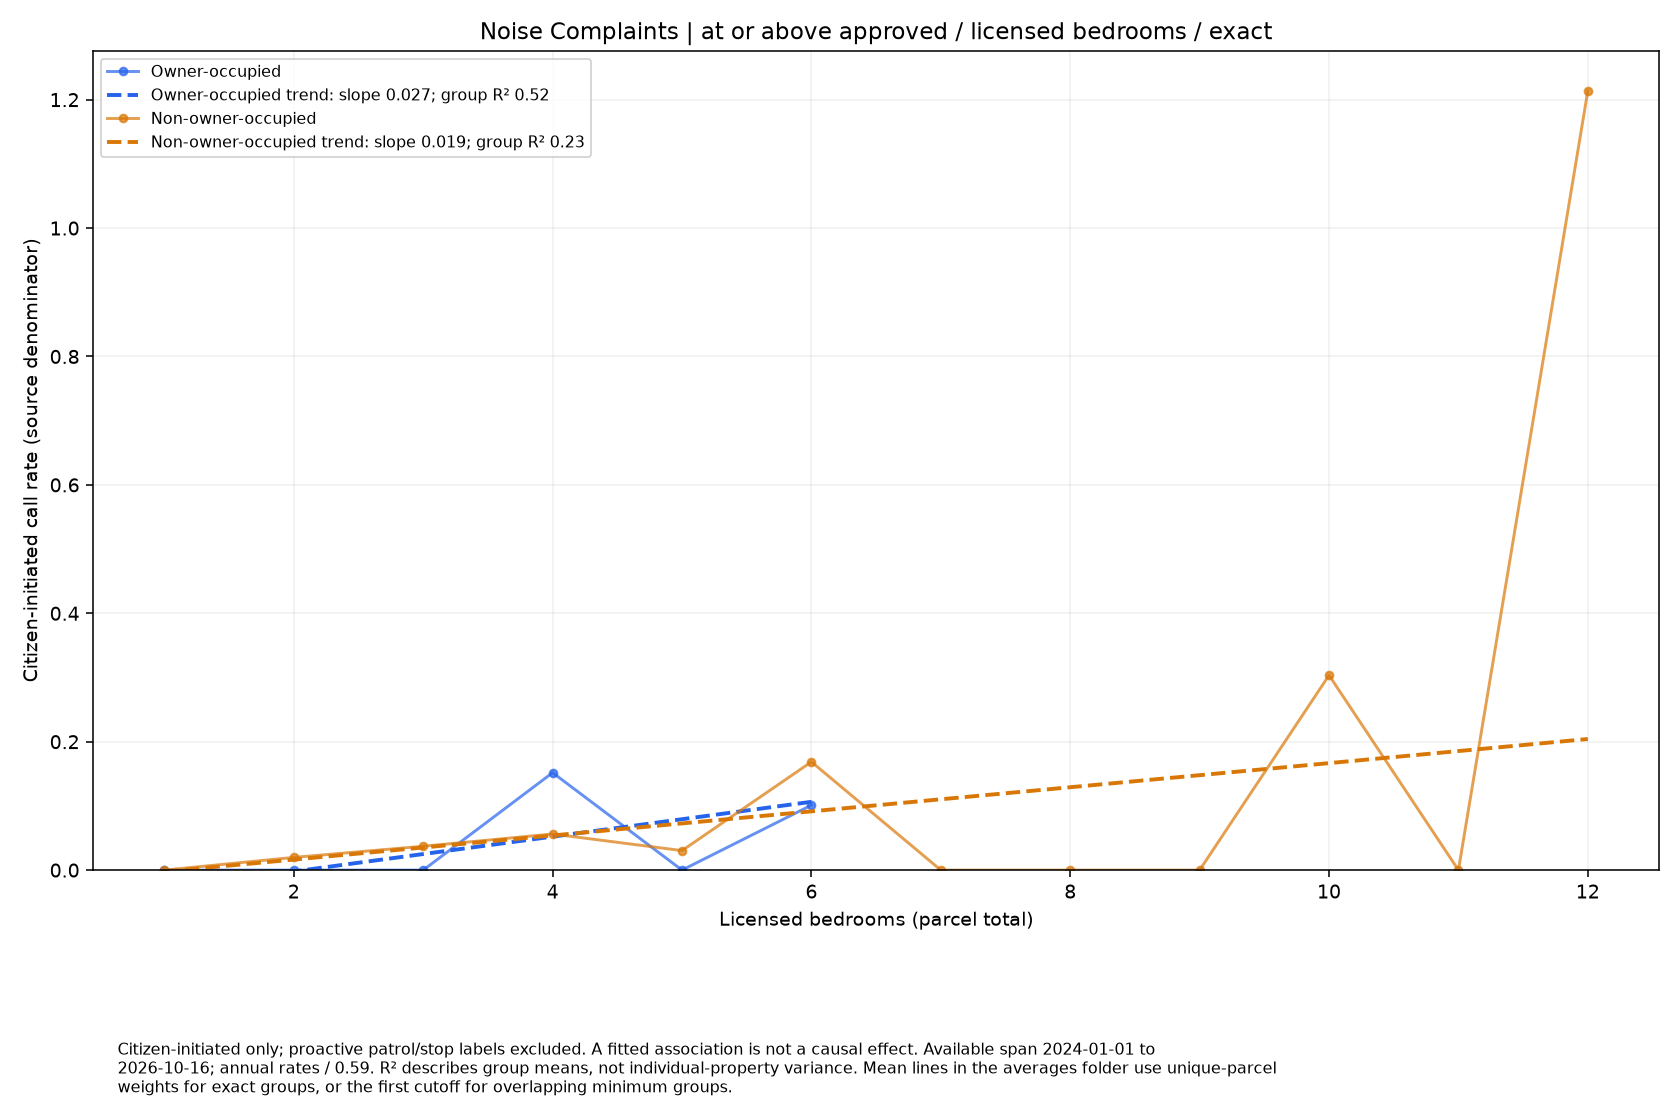 Noise Complaints | at or above approved / licensed bedrooms / exact
Owner-occupied
Owner-occupied trend: slope 0.027; group R² 0.52
Non-owner-occupied
Non-owner-occupied trend: slope 0.019; group R² 0.23
Citizen-initiated call rate (source denominator)
1.2
1.0
0.8
0.6
0.4
0.2
0.0
2 4 6 8 10 12
Licensed bedrooms (parcel total)
Citizen-initiated only; proactive patrol/stop labels excluded. A fitted association is not a causal effect. Available span 2024-01-01 to
2026-10-16; annual rates / 0.59. R² describes group means, not individual-property variance. Mean lines in the averages folder use unique-parcel
weights for exact groups, or the first cutoff for overlapping minimum groups.